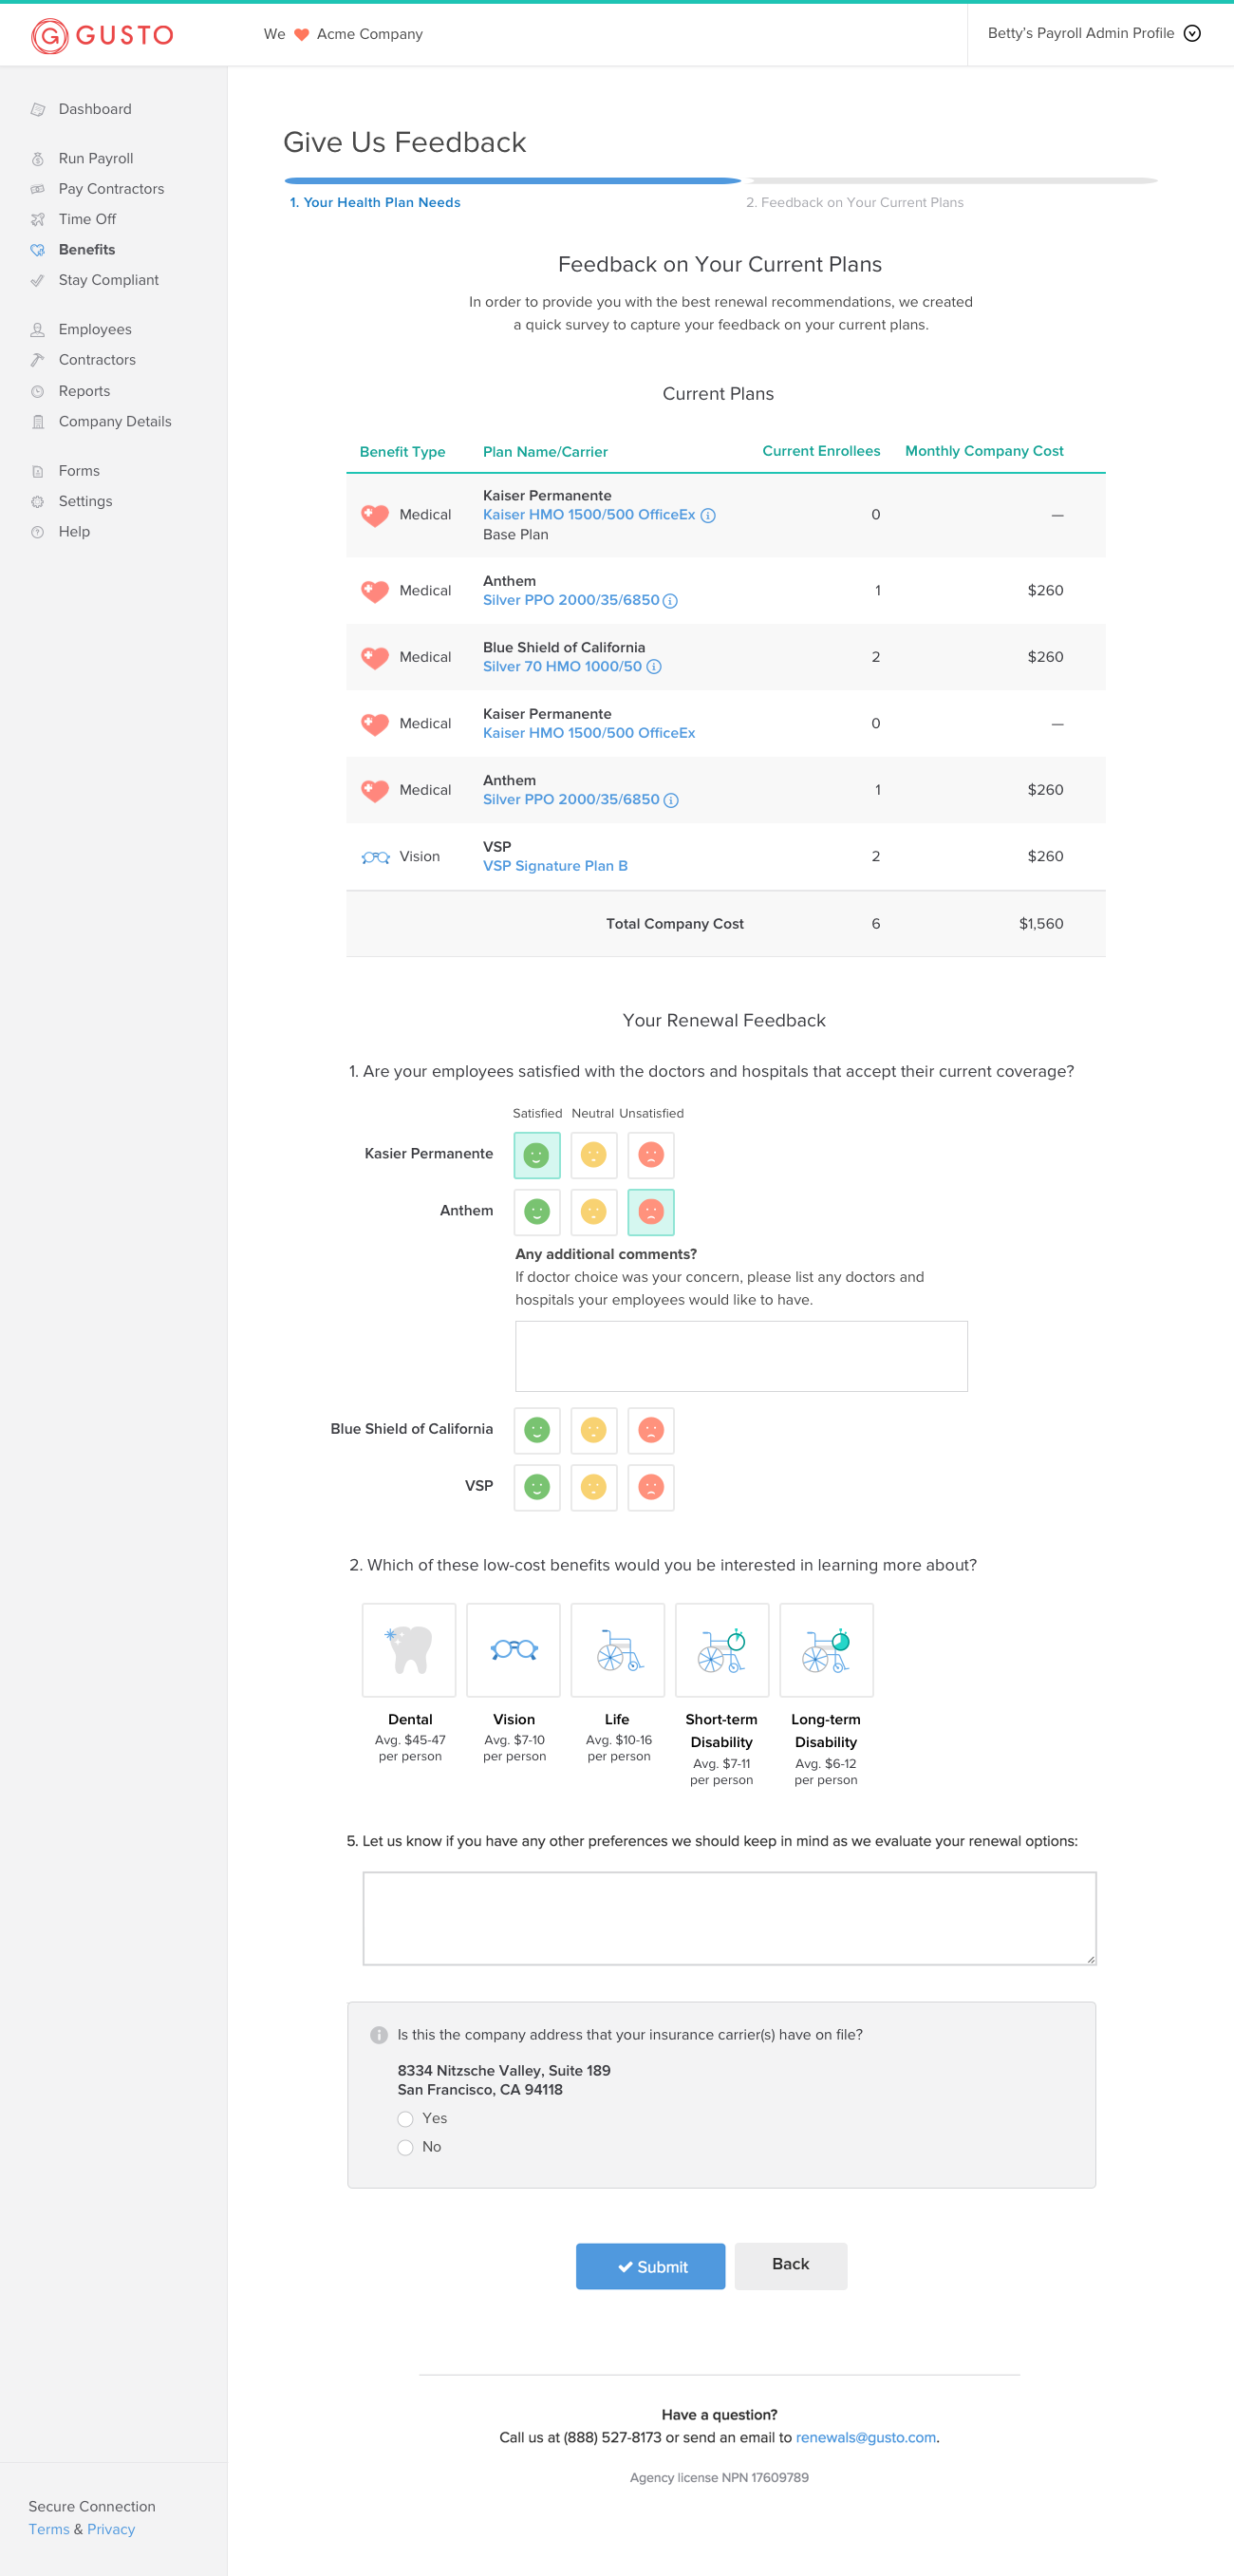 GUSTO
We Acme Company
Betty's Payroll Admin Profile
Dashboard
Run Payroll
Pay Contractors
Time Off
Benefits
Stay Compliant
Employees
Contractors
Reports
Company Details
Forms
Settings
Help
Give Us Feedback
1. Your Health Plan Needs
2. Feedback on Your Current Plans
Feedback on Your Current Plans
In order to provide you with the best renewal recommendations, we created
a quick survey to capture your feedback on your current plans.
Current Plans
Benefit Type Plan Name/Carrier Current Enrollees Monthly Company Cost
Kaiser Permanente
Medical Kaiser HMO 1500/500 OfficeEx 0 —
Base Plan
Anthem
Medical Silver PPO 2000/35/6850 1 $260
Blue Shield of California
Medical Silver 70 HMO 1000/50 2 $260
Kaiser Permanente
Medical Kaiser HMO 1500/500 OfficeEx 0 —
Anthem
Medical Silver PPO 2000/35/6850 1 $260
VSP
Vision VSP Signature Plan B 2 $260
Total Company Cost 6 $1,560
Your Renewal Feedback
1. Are your employees satisfied with the doctors and hospitals that accept their current coverage?
Satisfied Neutral Unsatisfied
Kasier Permanente
Anthem
Any additional comments?
If doctor choice was your concern, please list any doctors and
hospitals your employees would like to have.
Blue Shield of California
VSP
2. Which of these low-cost benefits would you be interested in learning more about?
Dental
Avg. $45-47
per person
Vision
Avg. $7-10
per person
Life
Avg. $10-16
per person
Short-term
Disability
Avg. $7-11
per person
Long-term
Disability
Avg. $6-12
per person
5. Let us know if you have any other preferences we should keep in mind as we evaluate your renewal options:
Is this the company address that your insurance carrier(s) have on file?
8334 Nitzsche Valley, Suite 189
San Francisco, CA 94118
Yes
No
Submit
Back
Have a question?
Call us at (888) 527-8173 or send an email to renewals@gusto.com.
Agency license NPN 17609789
Secure Connection
Terms & Privacy